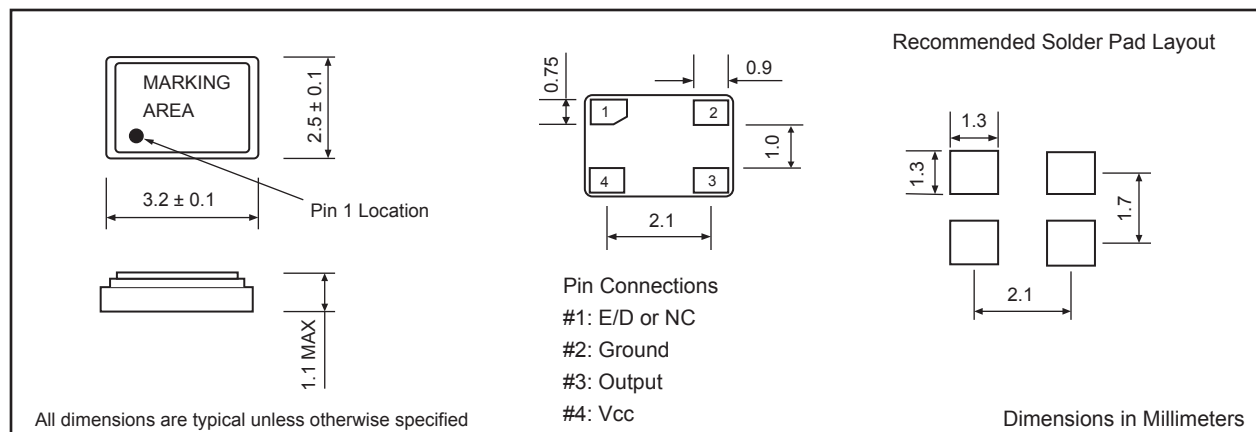 Recommended Solder Pad Layout
MARKING
AREA
2.5 ± 0.1
3.2 ± 0.1
Pin 1 Location
1.1 MAX
All dimensions are typical unless otherwise specified
0.75
0.9
1
2
1.0
4
3
2.1
Pin Connections
#1: E/D or NC
#2: Ground
#3: Output
#4: Vcc
1.3
1.3
1.7
2.1
Dimensions in Millimeters